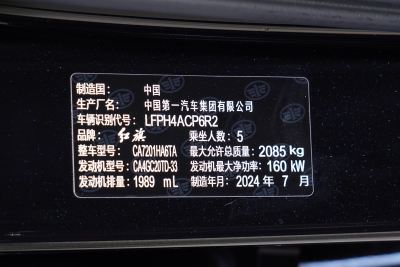 制造国: 中国
生产厂名: 中国第一汽车集团有限公司
车辆识别代号: LFPH4ACP6R2
品牌: 红旗 乘坐人数: 5
整车型号: CA7201HA6TA 最大允许总质量: 2085 kg
发动机型号: CA4GC20TD-33 发动机最大净功率: 160 kW
发动机排量: 1989 mL 制造年月: 2024 年 7 月